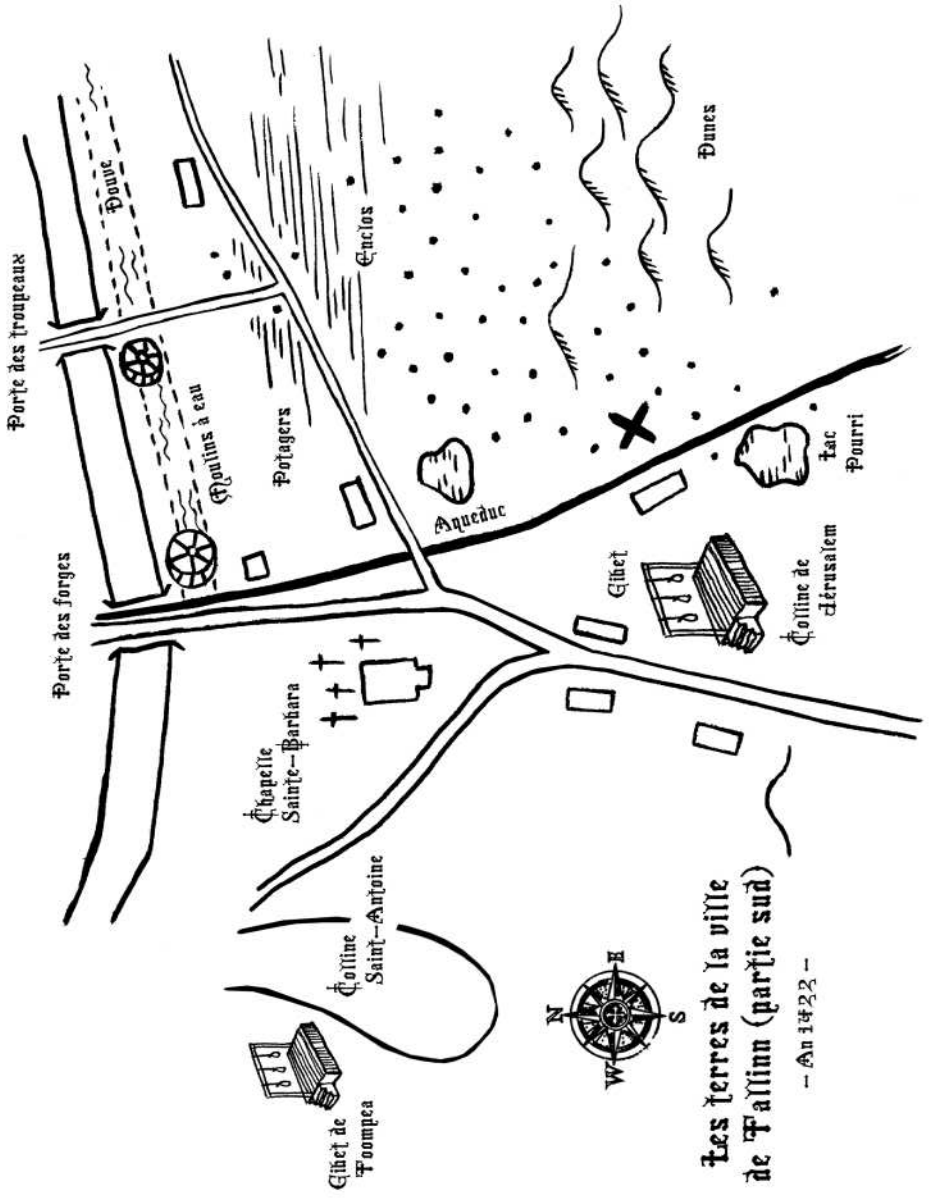 Porte des troupeaux
Douve
Porte des forges
Moulins à eau
Potagers
Enclos
Dunes
Aqueduc
Chapelle
Sainte-Barbara
Gibet
Lac
Pourri
Colline de
Jérusalem
Colline
Saint-Antoine
Gibet de
Toompea
N
W
E
S
Les terres de la ville
de Tallinn (partie sud)
- An 1422 -